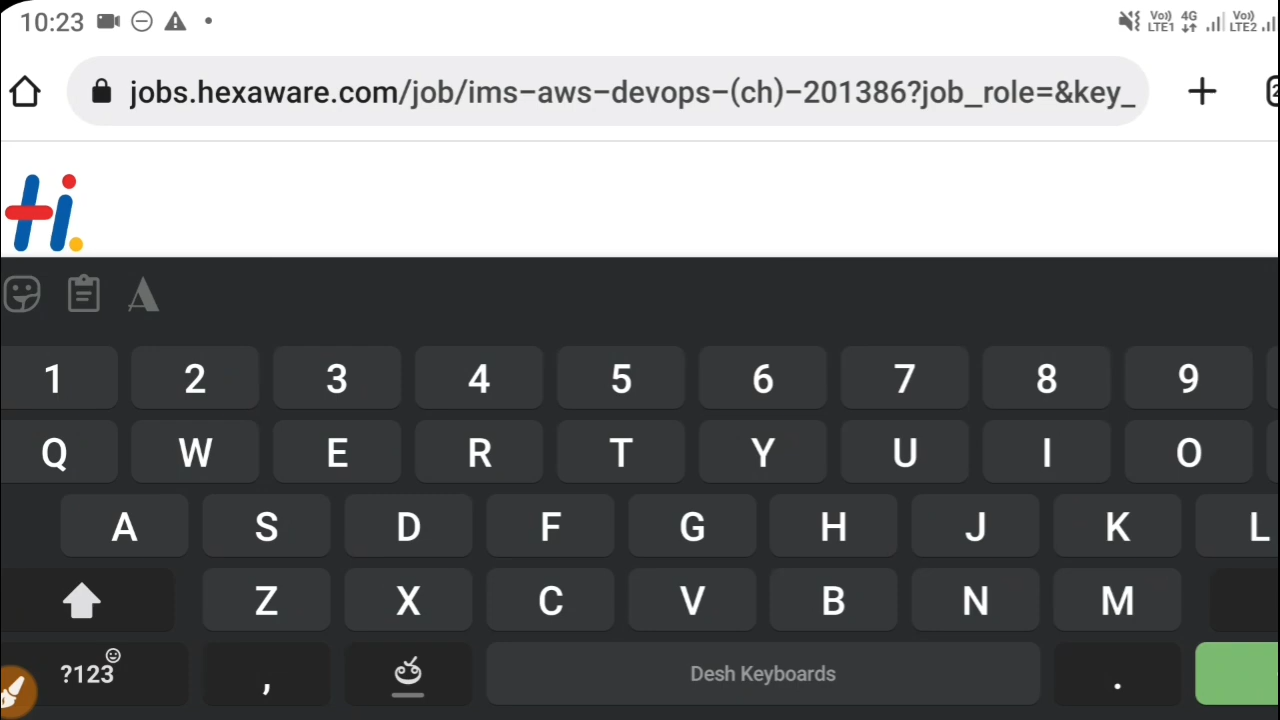 10:23 Vo) LTE1 4G Vo) LTE2
jobs.hexaware.com/job/ims-aws-devops-(ch)-201386?job_role=&key_
Hi.
1 2 3 4 5 6 7 8 9
Q W E R T Y U I O
A S D F G H J K L
Z X C V B N M
?123 , Desh Keyboards .